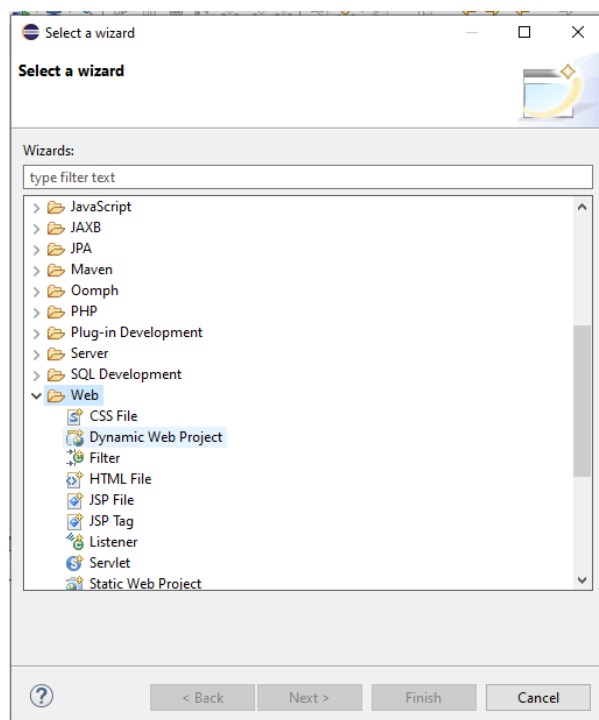 Select a wizard
Select a wizard
Wizards:
type filter text
JavaScript
JAXB
JPA
Maven
Oomph
PHP
Plug-in Development
Server
SQL Development
Web
CSS File
Dynamic Web Project
Filter
HTML File
JSP File
JSP Tag
Listener
Servlet
Static Web Project
? < Back Next > Finish Cancel